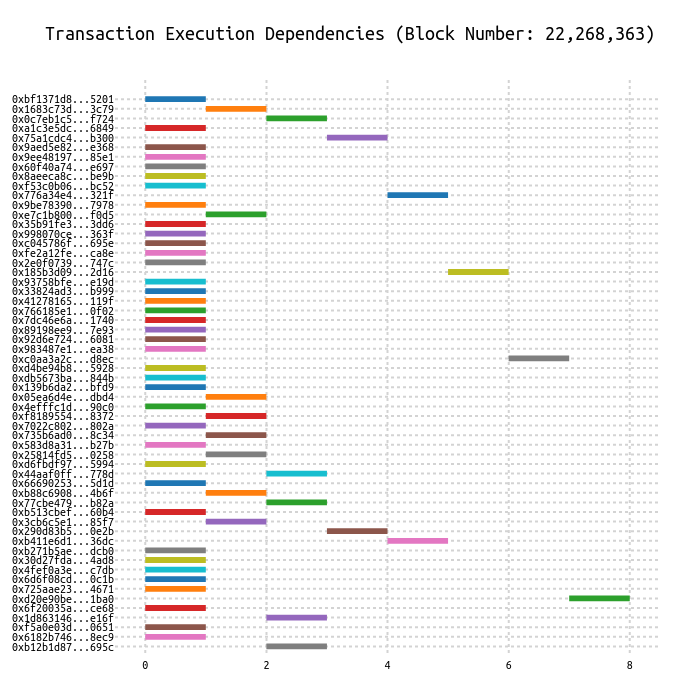 Transaction Execution Dependencies (Block Number: 22,268,363)
0xbf1371d8...5201
0x1683c73d...3c79
0x0c7eb1c5...f724
0xa1c3e5dc...6849
0x75a1cdc4...b300
0x9aed5e82...e368
0x9ee48197...85e1
0x60f40a74...e697
0x8aeeca8c...be9b
0xf53c0b06...bc52
0x776a34e4...321f
0x9be78390...7978
0xe7c1b800...f0d5
0x35b91fe3...3dd6
0x998070ce...363f
0xc045786f...695e
0xfe2a12fe...ca8e
0x2e0f0739...747c
0x185b3d09...2d16
0x93758bfe...e19d
0x33824ad3...b999
0x41278165...119f
0x766185e1...0f02
0x7dc46e6a...1740
0x89198ee9...7e93
0x92d6e724...6081
0x983487e1...ea38
0xc0aa3a2c...d8ec
0xd4be94b8...5928
0xdb5673ba...844b
0x139b6da2...bfd9
0x05ea6d4e...dbd4
0x4efffc1d...90c0
0xf8189554...8372
0x7022c802...802a
0x735b6ad0...8c34
0x583d8a31...b27b
0x25814fd5...0258
0xd6fbdf97...5994
0x44aaf0ff...778d
0x66690253...5d1d
0xb88c6908...4b6f
0x77cbe479...b82a
0xb513cbef...60b4
0x3cb6c5e1...85f7
0x290d83b5...0e2b
0xb411e6d1...36dc
0xb271b5ae...dcb0
0x30d27fda...4ad8
0x4fef0a3e...c7db
0x6d6f08cd...0c1b
0x725aae23...4671
0xd20e90be...1ba0
0x6f20035a...ce68
0x1d863146...e16f
0xf5a0e03d...0651
0x6182b746...8ec9
0xb12b1d87...695c
0 2 4 6 8